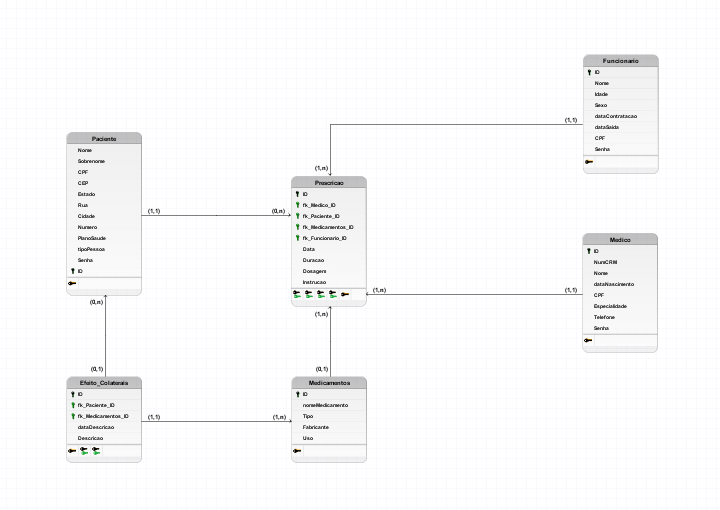 Funcionario
ID
Nome
Idade
Sexo
dataContratacao
dataSaida
CPF
Senha
(1,1)
(1,n)
Paciente
Nome
Sobrenome
CPF
CEP
Estado
Rua
Cidade
Numero
PlanoSaude
tipoPessoa
Senha
ID
(1,1)
(0,n)
Prescricao
ID
fk_Medico_ID
fk_Paciente_ID
fk_Medicamentos_ID
fk_Funcionario_ID
Data
Duracao
Dosagem
Instrucao
Medico
ID
NumCRM
Nome
dataNascimento
CPF
Especialidade
Telefone
Senha
(1,n)
(1,1)
(0,n)
(0,1)
(1,n)
(0,1)
Efeito_Colaterais
ID
fk_Paciente_ID
fk_Medicamentos_ID
dataDescricao
Descricao
(1,1)
(1,n)
Medicamentos
ID
nomeMedicamento
Tipo
Fabricante
Uso